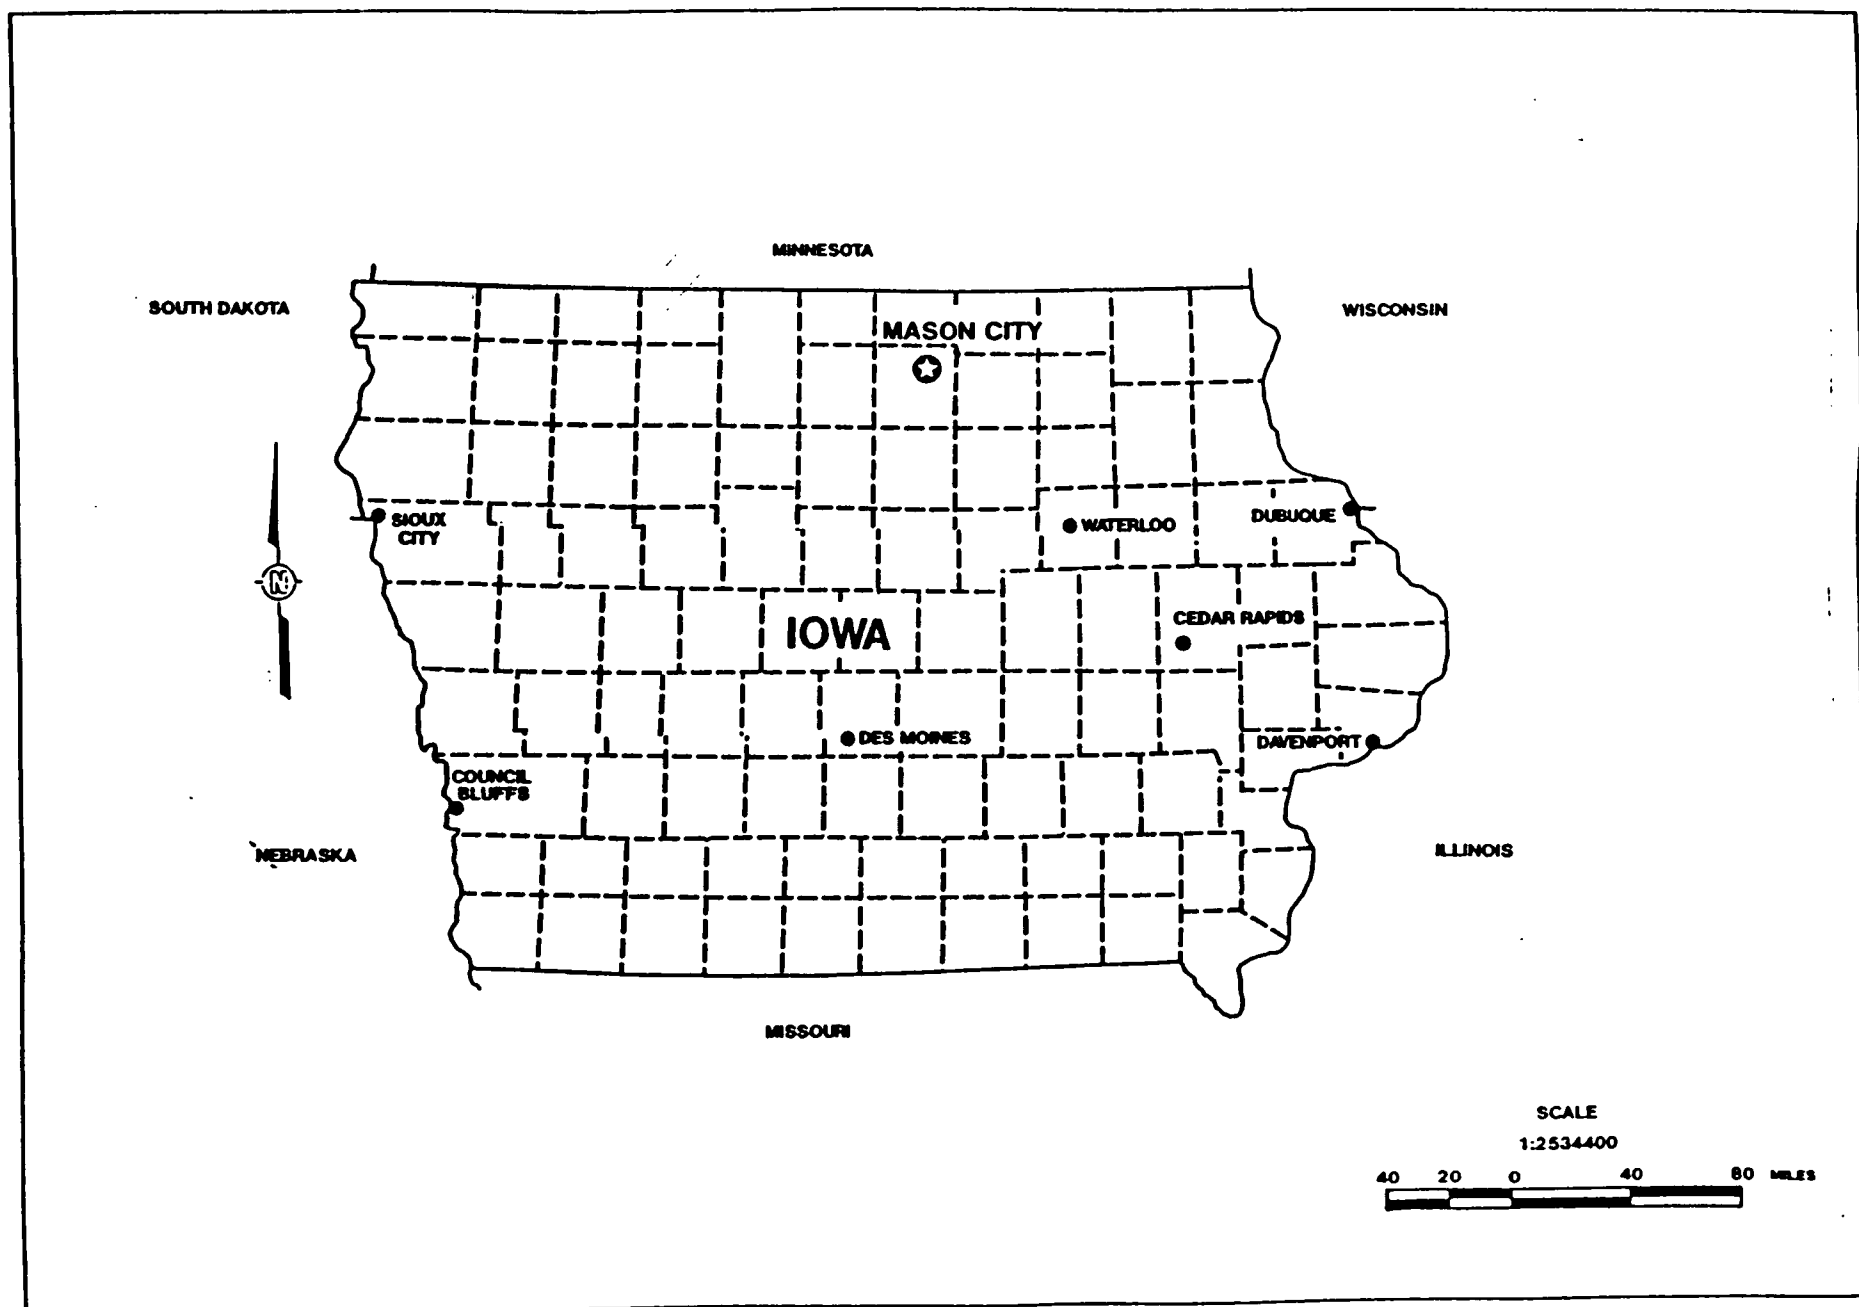 MINNESOTA
SOUTH DAKOTA
WISCONSIN
MASON CITY
SIOUX
CITY
WATERLOO
DUBUQUE
N
CEDAR RAPIDS
IOWA
DES MOINES
DAVENPORT
COUNCIL
BLUFFS
NEBRASKA
ILLINOIS
MISSOURI
SCALE
1:2534400
40 20 0 40 80 MILES